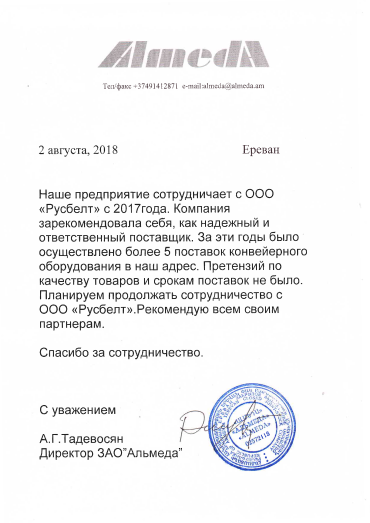 AlmedA
Тел/факс +37491412871 e-mail:almeda@almeda.am
2 августа, 2018 Ереван
Наше предприятие сотрудничает с ООО
«Русбелт» с 2017года. Компания
зарекомендовала себя, как надежный и
ответственный поставщик. За эти годы было
осуществлено более 5 поставок конвейерного
оборудования в наш адрес. Претензий по
качеству товаров и срокам поставок не было.
Планируем продолжать сотрудничество с
ООО «Русбелт».Рекомендую всем своим
партнерам.
Спасибо за сотрудничество.
С уважением
А.Г.Тадевосян
Директор ЗАО"Альмеда"
«АЛЬМЕДА»
"ALMEDA"